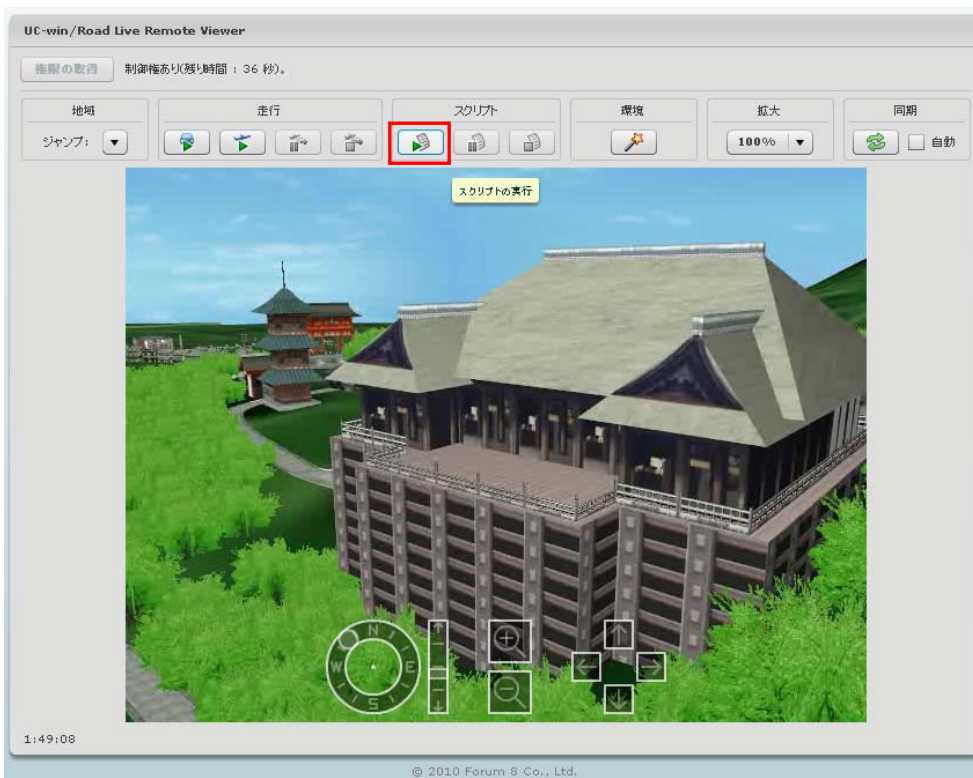 UC-win/Road Live Remote Viewer
権限の取得 制御権あり(残り時間 : 36 秒)。
地域 走行 スクリプト 環境 拡大 同期
ジャンプ: 100% 自動
スクリプトの実行
N
W E
S
1:49:08
© 2010 Forum 8 Co., Ltd.